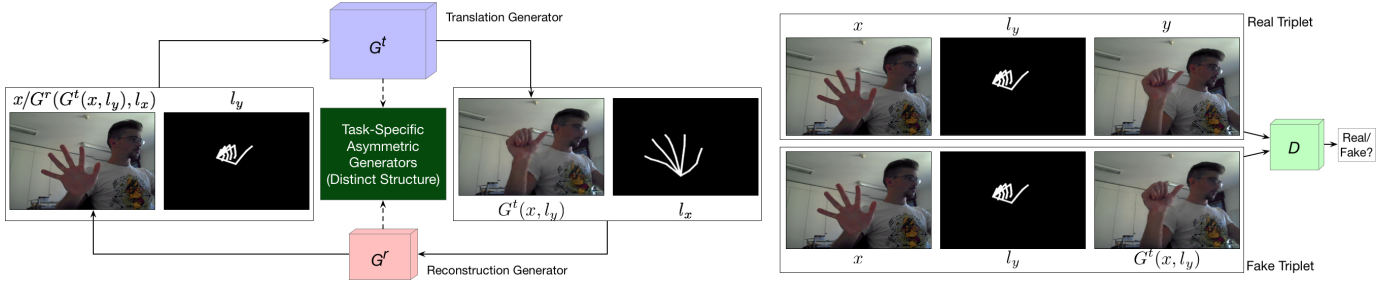 Translation Generator
G^t
x/G^r(G^t(x, l_y), l_x)
l_y
Task-Specific
Asymmetric
Generators
(Distinct Structure)
G^t(x, l_y)
l_x
G^r
Reconstruction Generator
x
l_y
y
Real Triplet
D
Real/
Fake?
x
l_y
G^t(x, l_y)
Fake Triplet